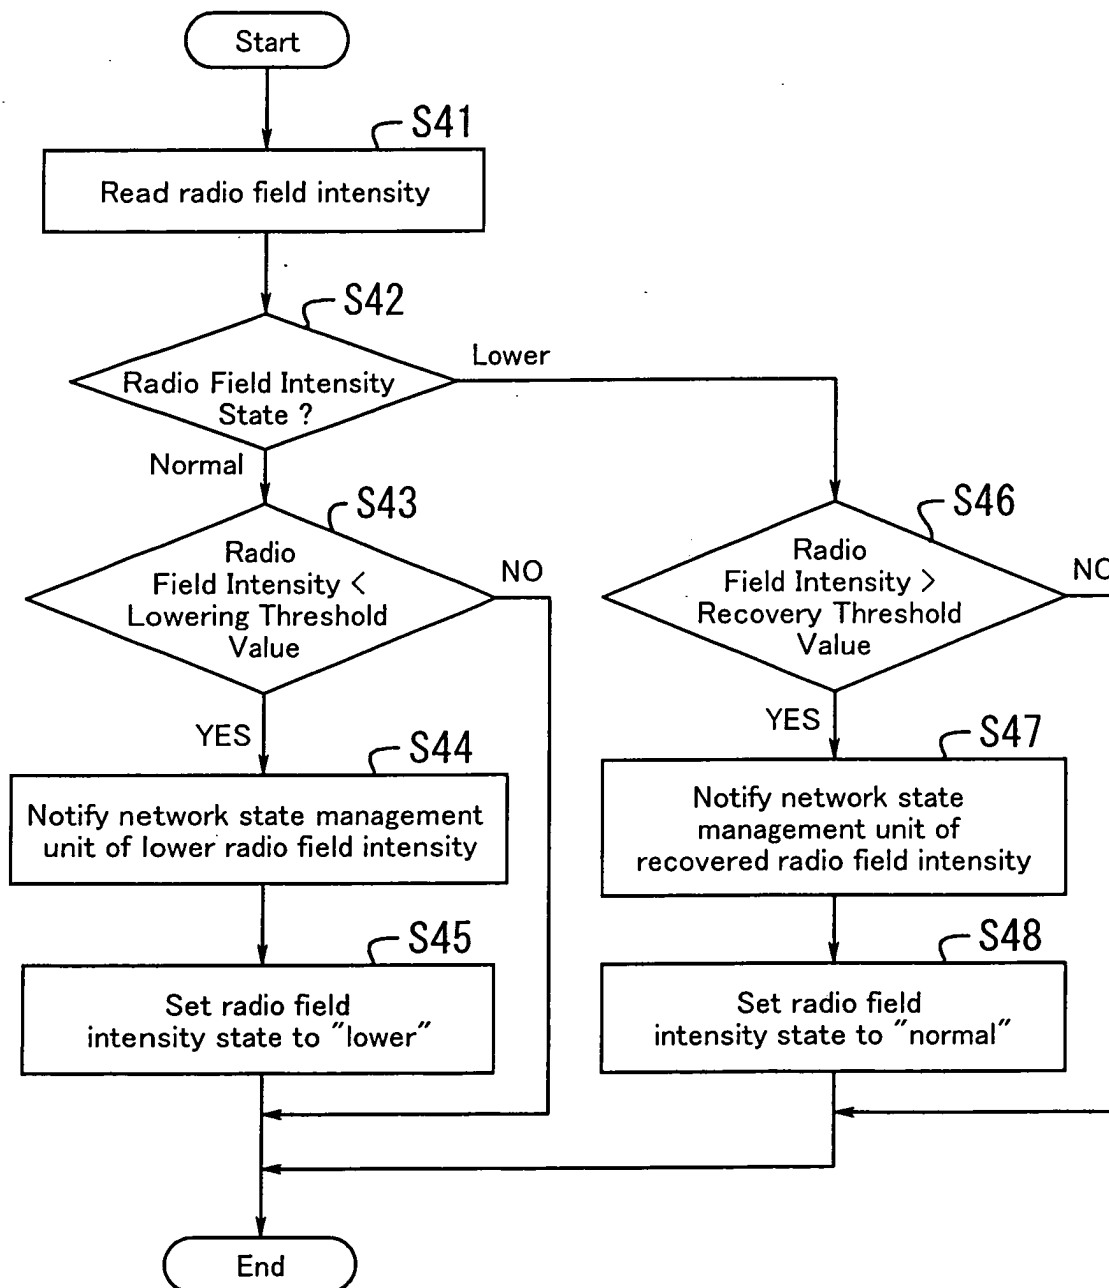 Start
S41
Read radio field intensity
S42
Radio Field Intensity
State ?
Lower
Normal
S43
Radio
Field Intensity <
Lowering Threshold
Value
NO
YES
S44
Notify network state management
unit of lower radio field intensity
S45
Set radio field
intensity state to "lower"
S46
Radio
Field Intensity >
Recovery Threshold
Value
NO
YES
S47
Notify network state
management unit of
recovered radio field intensity
S48
Set radio field
intensity state to "normal"
End